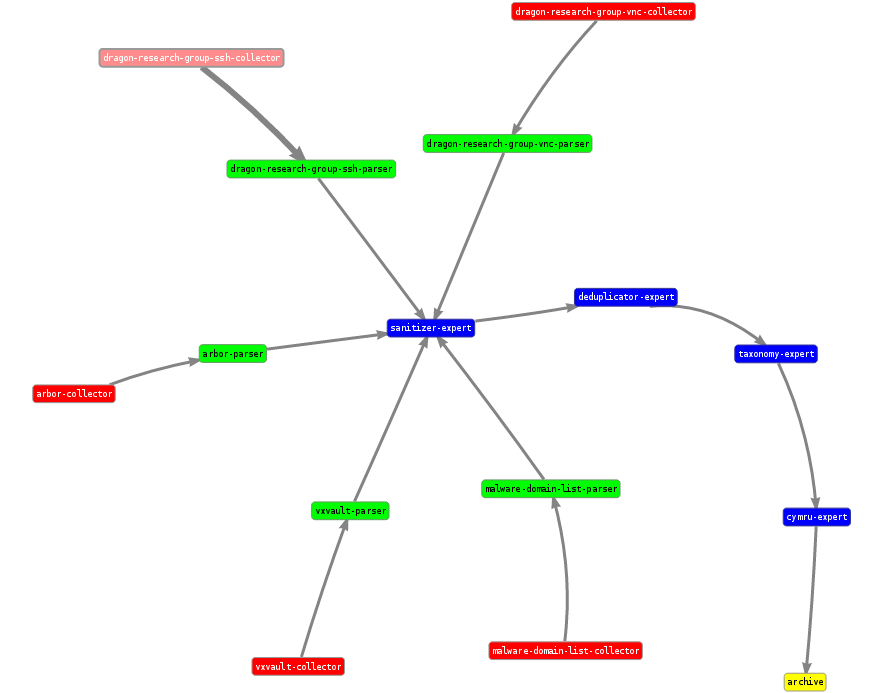 dragon-research-group-vnc-collector
dragon-research-group-ssh-collector
dragon-research-group-vnc-parser
dragon-research-group-ssh-parser
deduplicator-expert
sanitizer-expert
arbor-parser
taxonomy-expert
arbor-collector
malware-domain-list-parser
vxvault-parser
cymru-expert
malware-domain-list-collector
vxvault-collector
archive